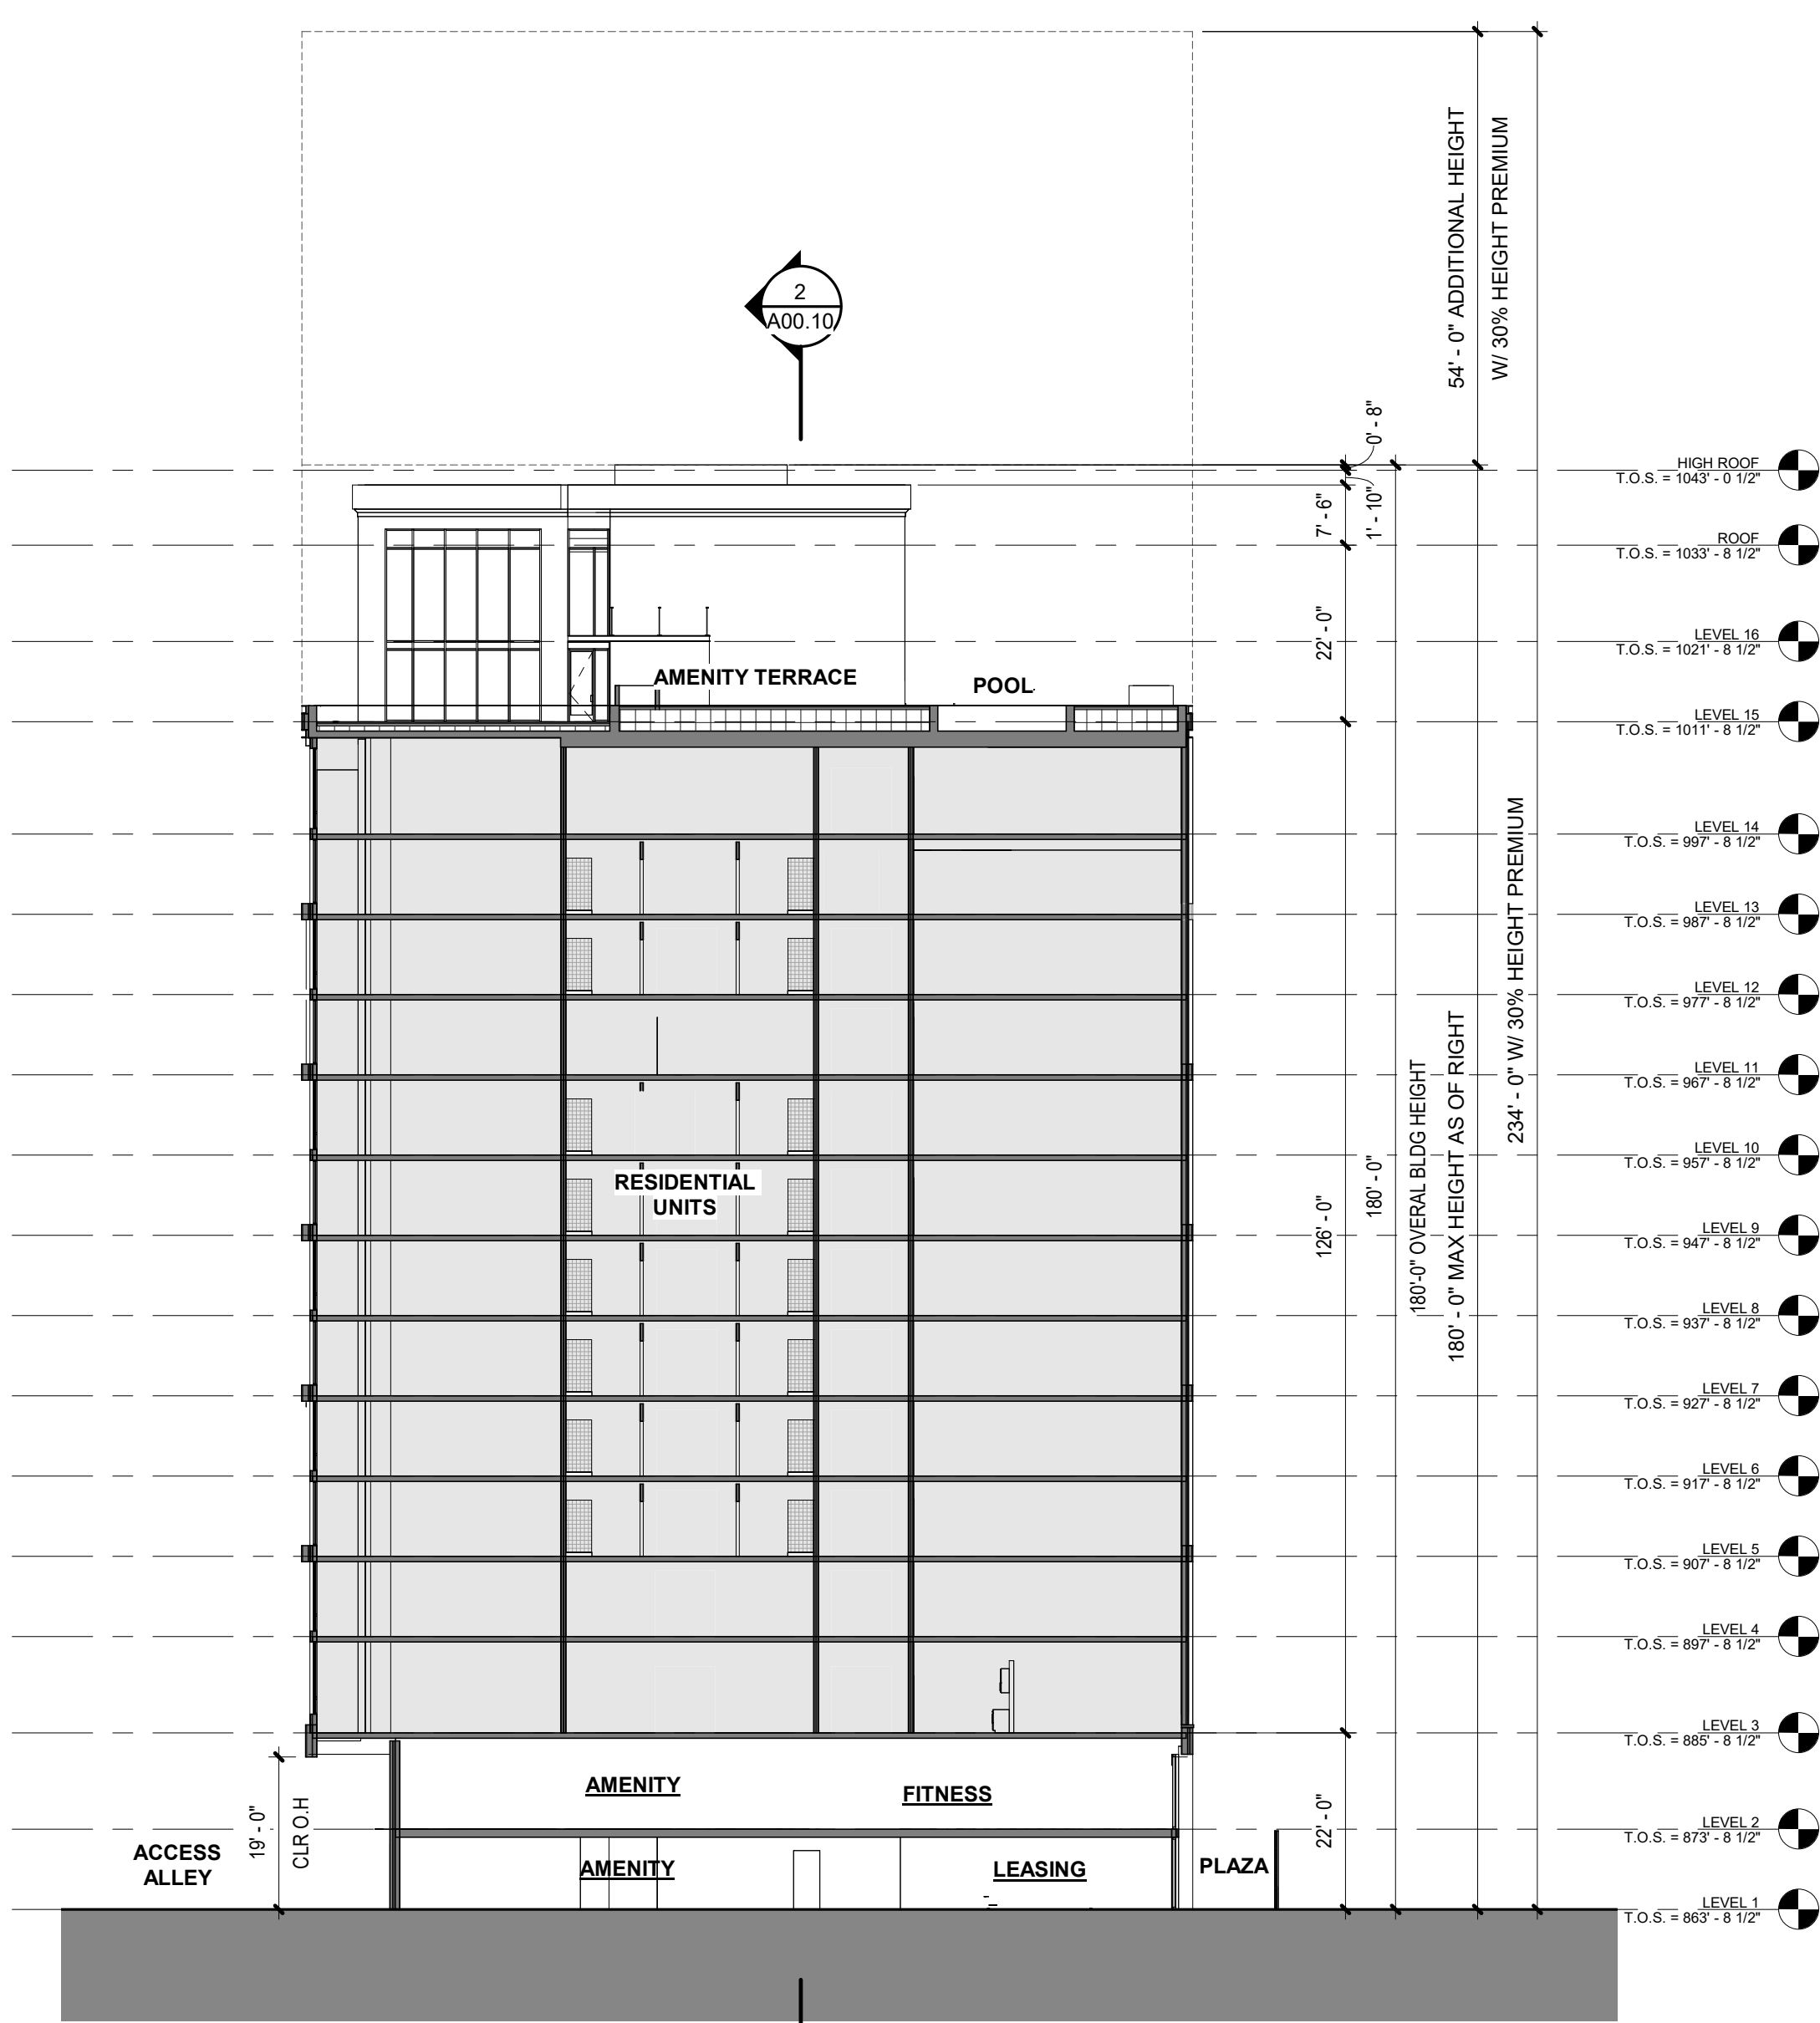 54' - 0" ADDITIONAL HEIGHT
W/ 30% HEIGHT PREMIUM
2
A00.10
0' - 8"
HIGH ROOF
T.O.S. = 1043' - 0 1/2"
7' - 6"
1' - 10"
ROOF
T.O.S. = 1033' - 8 1/2"
22' - 0"
LEVEL 16
T.O.S. = 1021' - 8 1/2"
AMENITY TERRACE
POOL
LEVEL 15
T.O.S. = 1011' - 8 1/2"
LEVEL 14
T.O.S. = 997' - 8 1/2"
234' - 0" W/ 30% HEIGHT PREMIUM
LEVEL 13
T.O.S. = 987' - 8 1/2"
LEVEL 12
T.O.S. = 977' - 8 1/2"
LEVEL 11
T.O.S. = 967' - 8 1/2"
180'-0" OVERAL BLDG HEIGHT
180' - 0" MAX HEIGHT AS OF RIGHT
LEVEL 10
T.O.S. = 957' - 8 1/2"
RESIDENTIAL
UNITS
126' - 0"
180' - 0"
LEVEL 9
T.O.S. = 947' - 8 1/2"
LEVEL 8
T.O.S. = 937' - 8 1/2"
LEVEL 7
T.O.S. = 927' - 8 1/2"
LEVEL 6
T.O.S. = 917' - 8 1/2"
LEVEL 5
T.O.S. = 907' - 8 1/2"
LEVEL 4
T.O.S. = 897' - 8 1/2"
LEVEL 3
T.O.S. = 885' - 8 1/2"
AMENITY
FITNESS
19' - 0"
CLR O.H
22' - 0"
LEVEL 2
T.O.S. = 873' - 8 1/2"
ACCESS
ALLEY
AMENITY
LEASING
PLAZA
LEVEL 1
T.O.S. = 863' - 8 1/2"